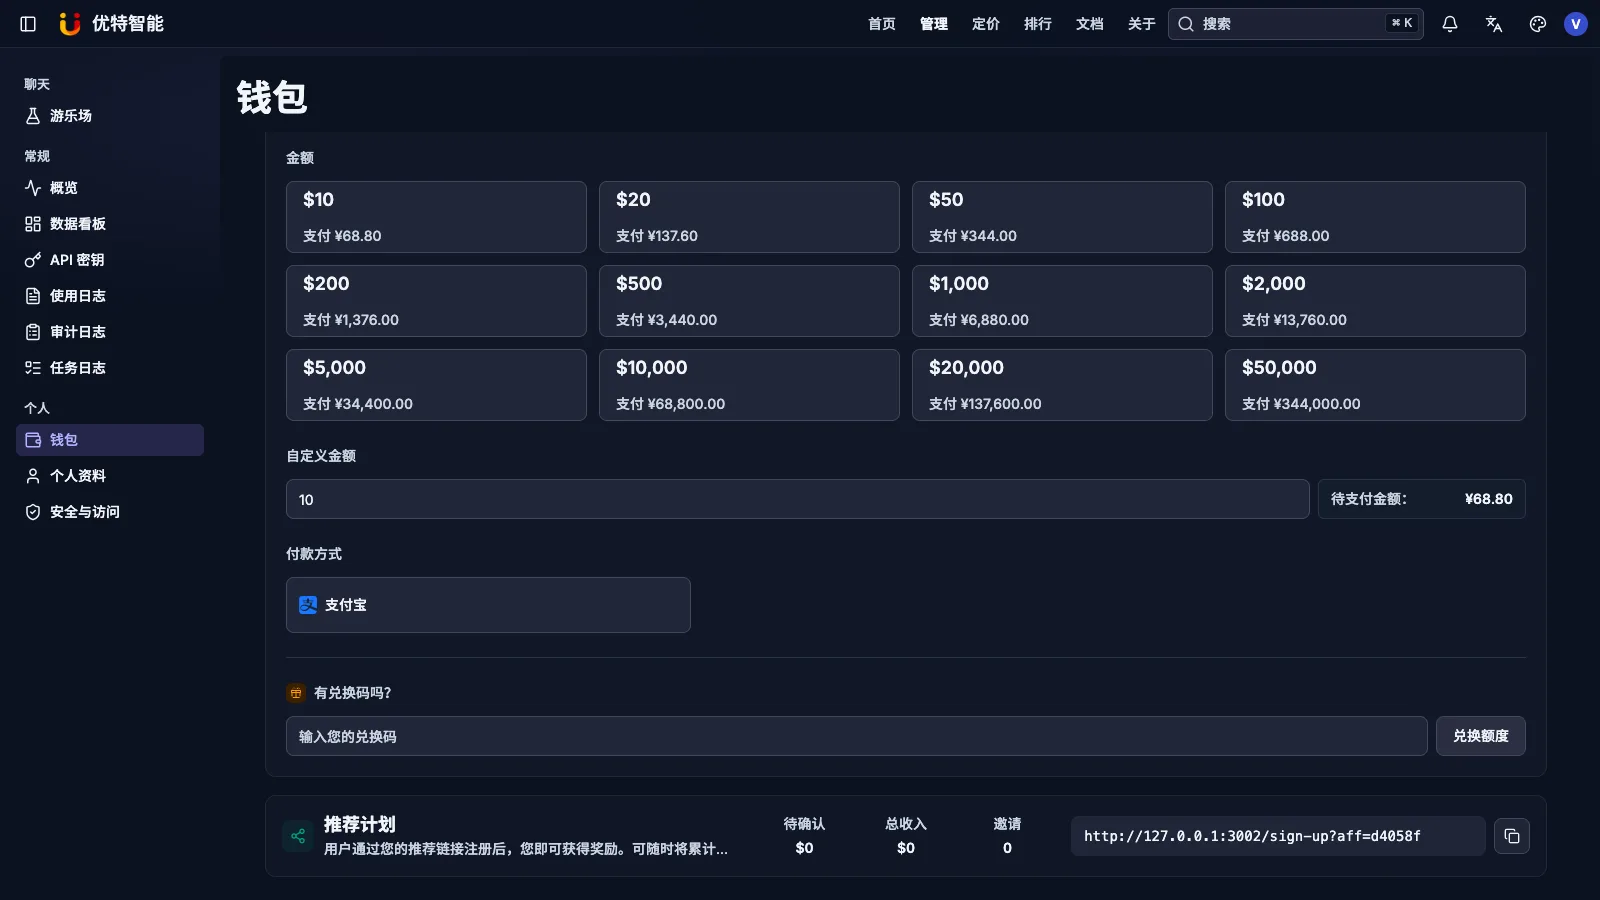 优特智能
首页
管理
定价
排行
文档
关于
搜索
⌘ K
V
聊天
游乐场
常规
概览
数据看板
API 密钥
使用日志
审计日志
任务日志
个人
钱包
个人资料
安全与访问
钱包
金额
$10
支付 ¥68.80
$20
支付 ¥137.60
$50
支付 ¥344.00
$100
支付 ¥688.00
$200
支付 ¥1,376.00
$500
支付 ¥3,440.00
$1,000
支付 ¥6,880.00
$2,000
支付 ¥13,760.00
$5,000
支付 ¥34,400.00
$10,000
支付 ¥68,800.00
$20,000
支付 ¥137,600.00
$50,000
支付 ¥344,000.00
自定义金额
10
待支付金额：
¥68.80
付款方式
支付宝
有兑换码吗？
输入您的兑换码
兑换额度
推荐计划
用户通过您的推荐链接注册后，您即可获得奖励。可随时将累计...
待确认
$0
总收入
$0
邀请
0
http://127.0.0.1:3002/sign-up?aff=d4058f